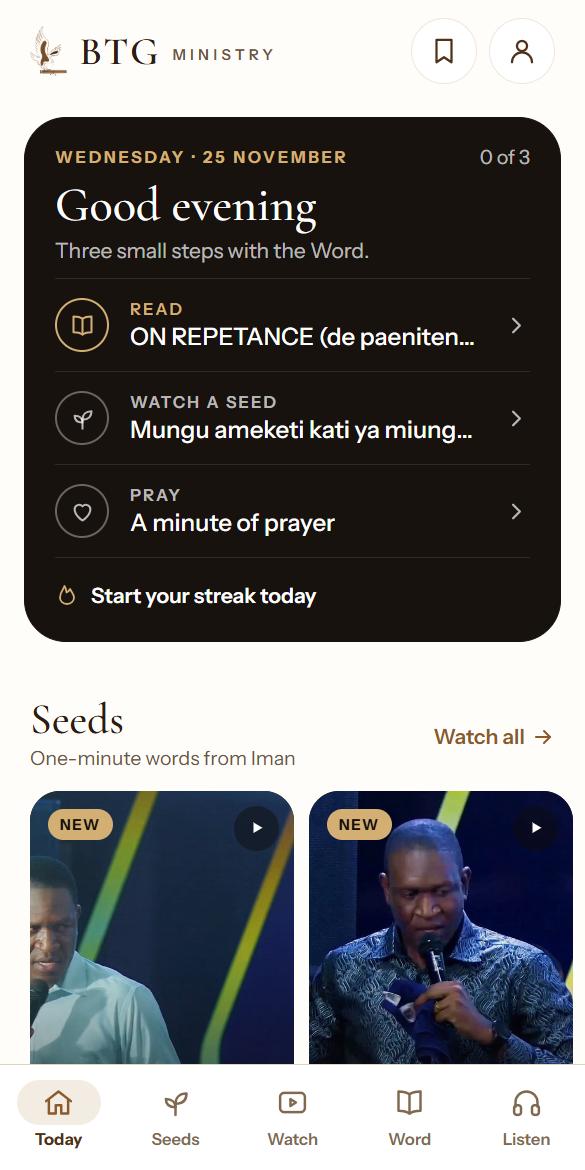 BTG MINISTRY
WEDNESDAY · 25 NOVEMBER
0 of 3
Good evening
Three small steps with the Word.
READ
ON REPETANCE (de paeniten...
WATCH A SEED
Mungu ameketi kati ya miung...
PRAY
A minute of prayer
Start your streak today
Seeds
Watch all →
One-minute words from Iman
NEW
NEW
Today
Seeds
Watch
Word
Listen